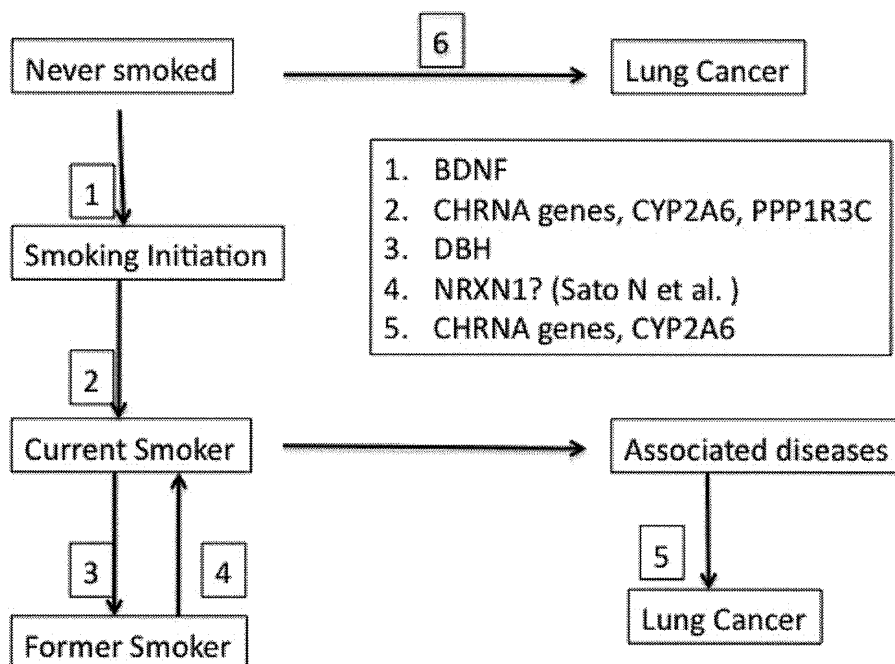 6
Never smoked
Lung Cancer
1
1. BDNF
2. CHRNA genes, CYP2A6, PPP1R3C
3. DBH
4. NRXN1? (Sato N et al. )
5. CHRNA genes, CYP2A6
Smoking Initiation
2
Current Smoker
Associated diseases
3
4
5
Former Smoker
Lung Cancer